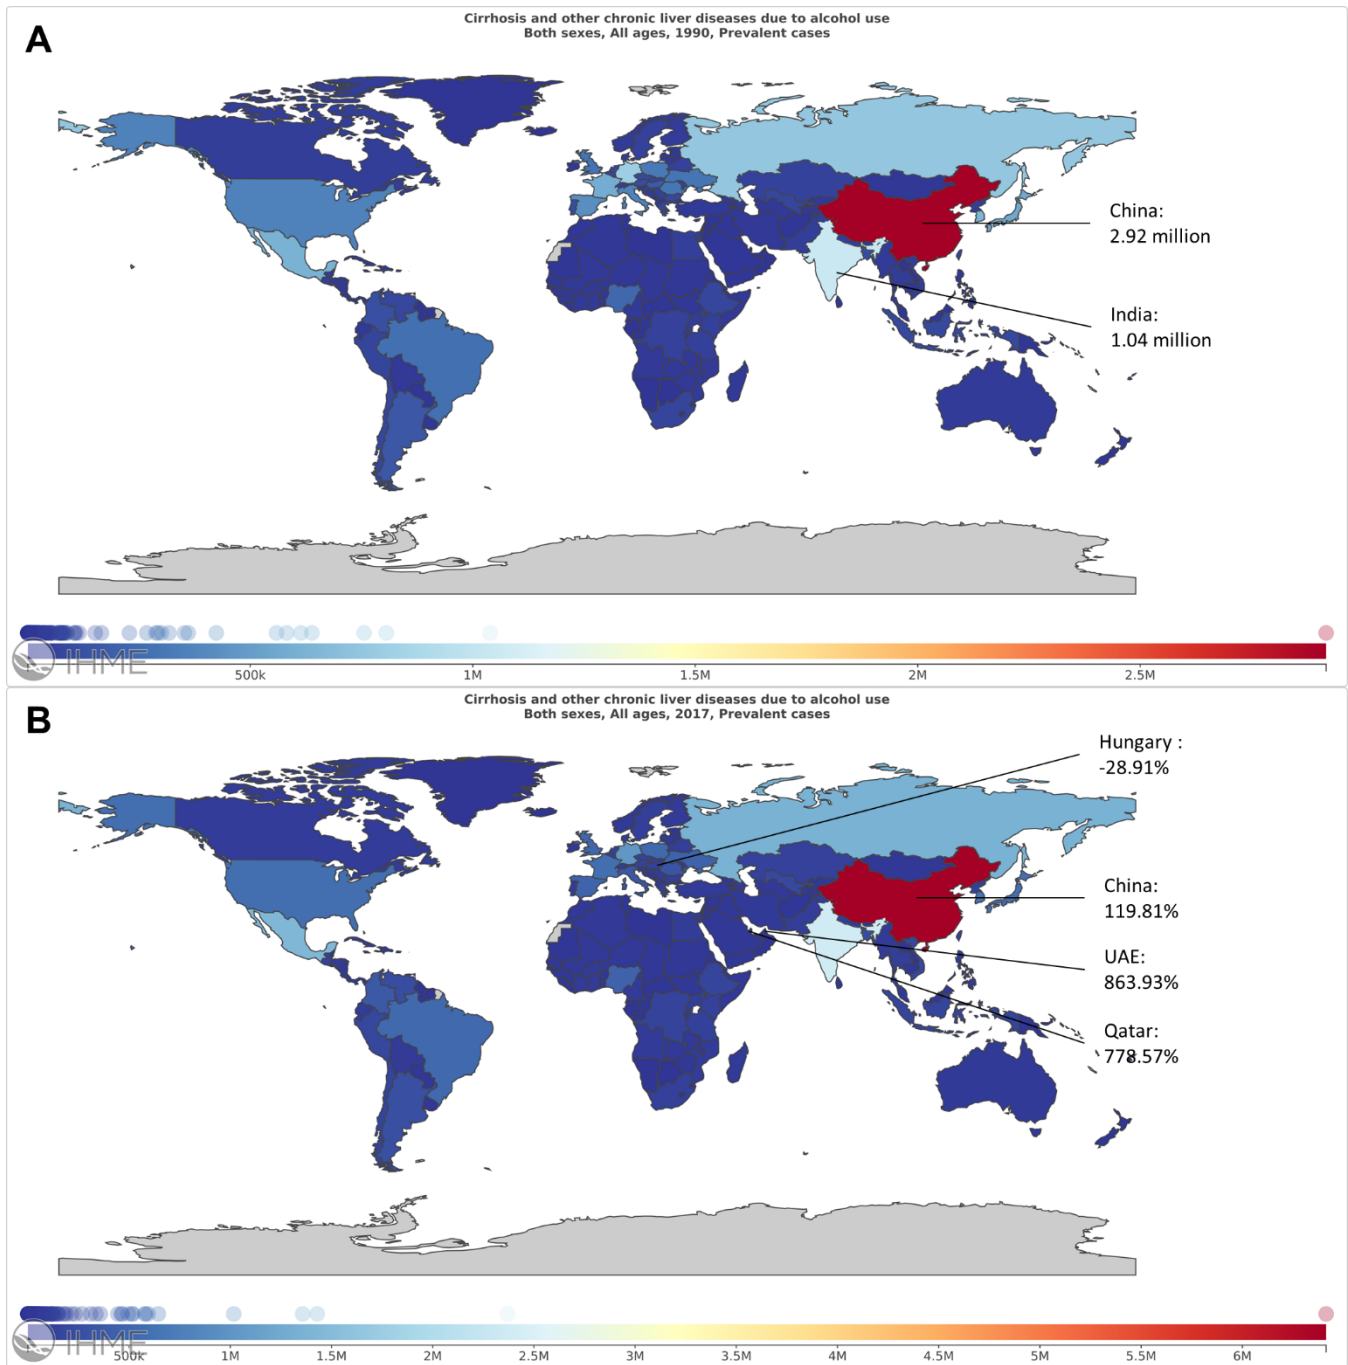 A
Cirrhosis and other chronic liver diseases due to alcohol use
Both sexes, All ages, 1990, Prevalent cases
China:
2.92 million
India:
1.04 million
IHME
500k
1M
1.5M
2M
2.5M
B
Cirrhosis and other chronic liver diseases due to alcohol use
Both sexes, All ages, 2017, Prevalent cases
Hungary :
-28.91%
China:
119.81%
UAE:
863.93%
Qatar:
778.57%
IHME
500k
1M
1.5M
2M
2.5M
3M
3.5M
4M
4.5M
5M
5.5M
6M